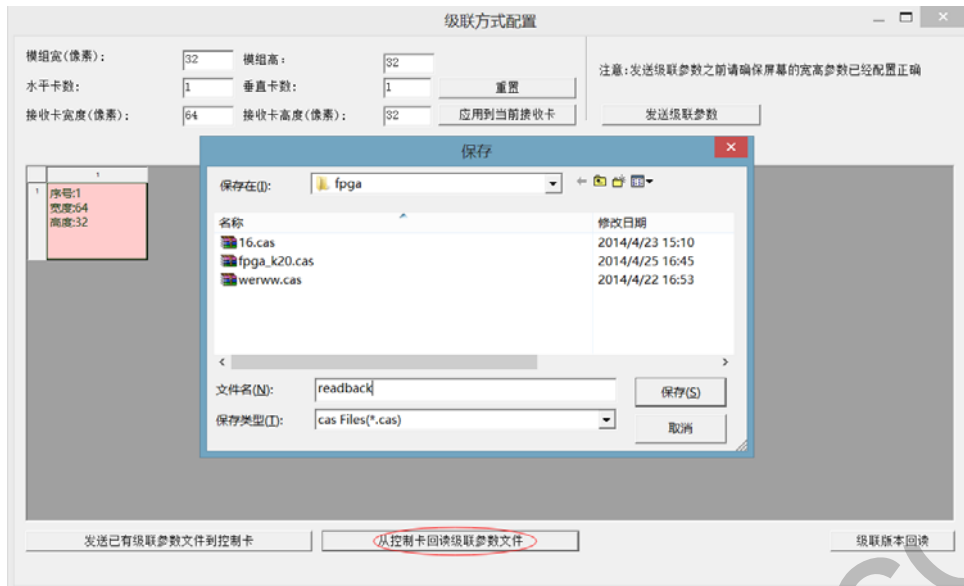 级联方式配置
模组宽(像素): 32 模组高: 32
水平卡数: 1 垂直卡数: 1 重置
接收卡宽度(像素): 64 接收卡高度(像素): 32 应用到当前接收卡
注意:发送级联参数之前请确保屏幕的宽高参数已经配置正确
发送级联参数
1
1
序号:1
宽度:64
高度:32
保存
保存在(I): fpga
名称 修改日期
16.cas 2014/4/23 15:10
fpga_k20.cas 2014/4/25 16:45
werww.cas 2014/4/22 16:53
文件名(N): readback 保存(S)
保存类型(T): cas Files(*.cas) 取消
发送已有级联参数文件到控制卡 从控制卡回读级联参数文件 级联版本回读